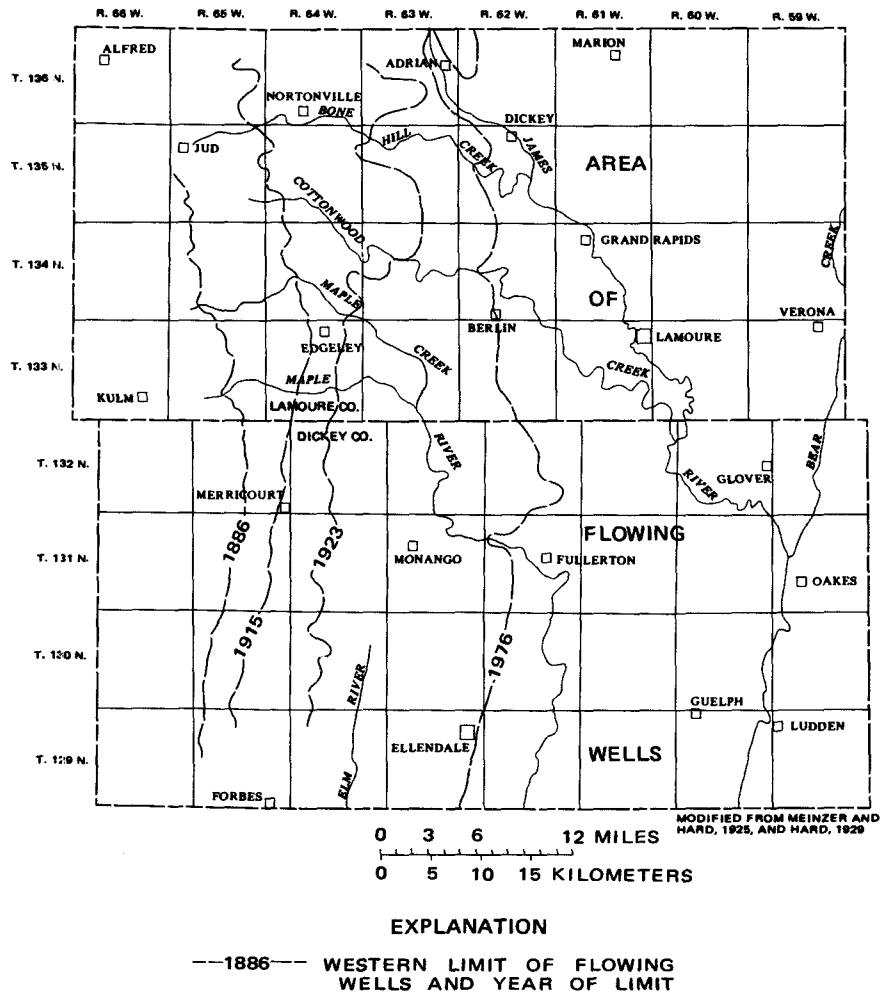 R. 66 W. R. 65 W. R. 64 W. R. 63 W. R. 62 W. R. 61 W. R. 60 W. R. 59 W.
ALFRED
MARION
ADRIAN
T. 136 N.
NORTONVILLE
BONE
DICKEY
HILL
JAMES
JUD
CREEK
AREA
T. 135 N.
COTTONWOOD
GRAND RAPIDS
CREEK
T. 134 N.
MAPLE
OF
BERLIN
VERONA
EDGELEY
LAMOURE
CREEK
CREEK
T. 133 N.
MAPLE
KULM
LAMOURE CO.
DICKEY CO.
RIVER
BEAR
T. 132 N.
GLOVER
RIVER
MERRICOURT
1886
1923
FLOWING
T. 131 N.
MONANGO
FULLERTON
OAKES
1915
1976
T. 130 N.
RIVER
GUELPH
ELLENDALE
LUDDEN
WELLS
T. 129 N.
ELM
FORBES
MODIFIED FROM MEINZER AND
HARD, 1925, AND HARD, 1929
0 3 6 12 MILES
0 5 10 15 KILOMETERS
EXPLANATION
1886 WESTERN LIMIT OF FLOWING
WELLS AND YEAR OF LIMIT